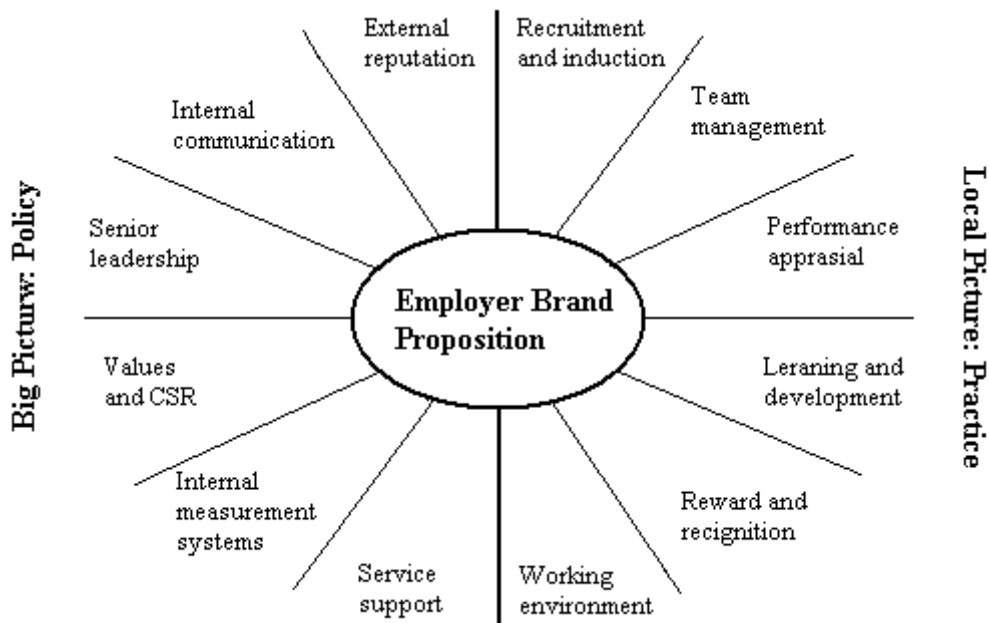 External
reputation
Recruitment
and induction
Internal
communication
Team
management
Senior
leadership
Performance
apprasial
Big Picturw: Policy
Employer Brand
Proposition
Local Picture: Practice
Values
and CSR
Leraning and
development
Internal
measurement
systems
Reward and
recignition
Service
support
Working
environment